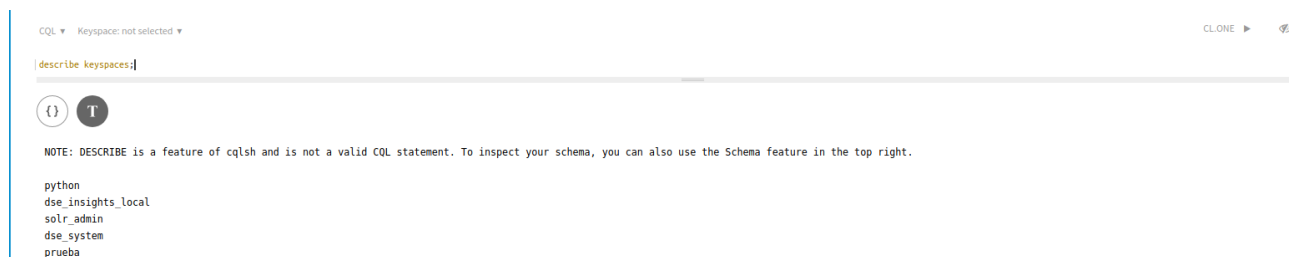 CQL ▼ Keyspace: not selected ▼ CL.ONE ▶
describe keyspaces;
{} T
NOTE: DESCRIBE is a feature of cqlsh and is not a valid CQL statement. To inspect your schema, you can also use the Schema feature in the top right.
python
dse_insights_local
solr_admin
dse_system
prueba